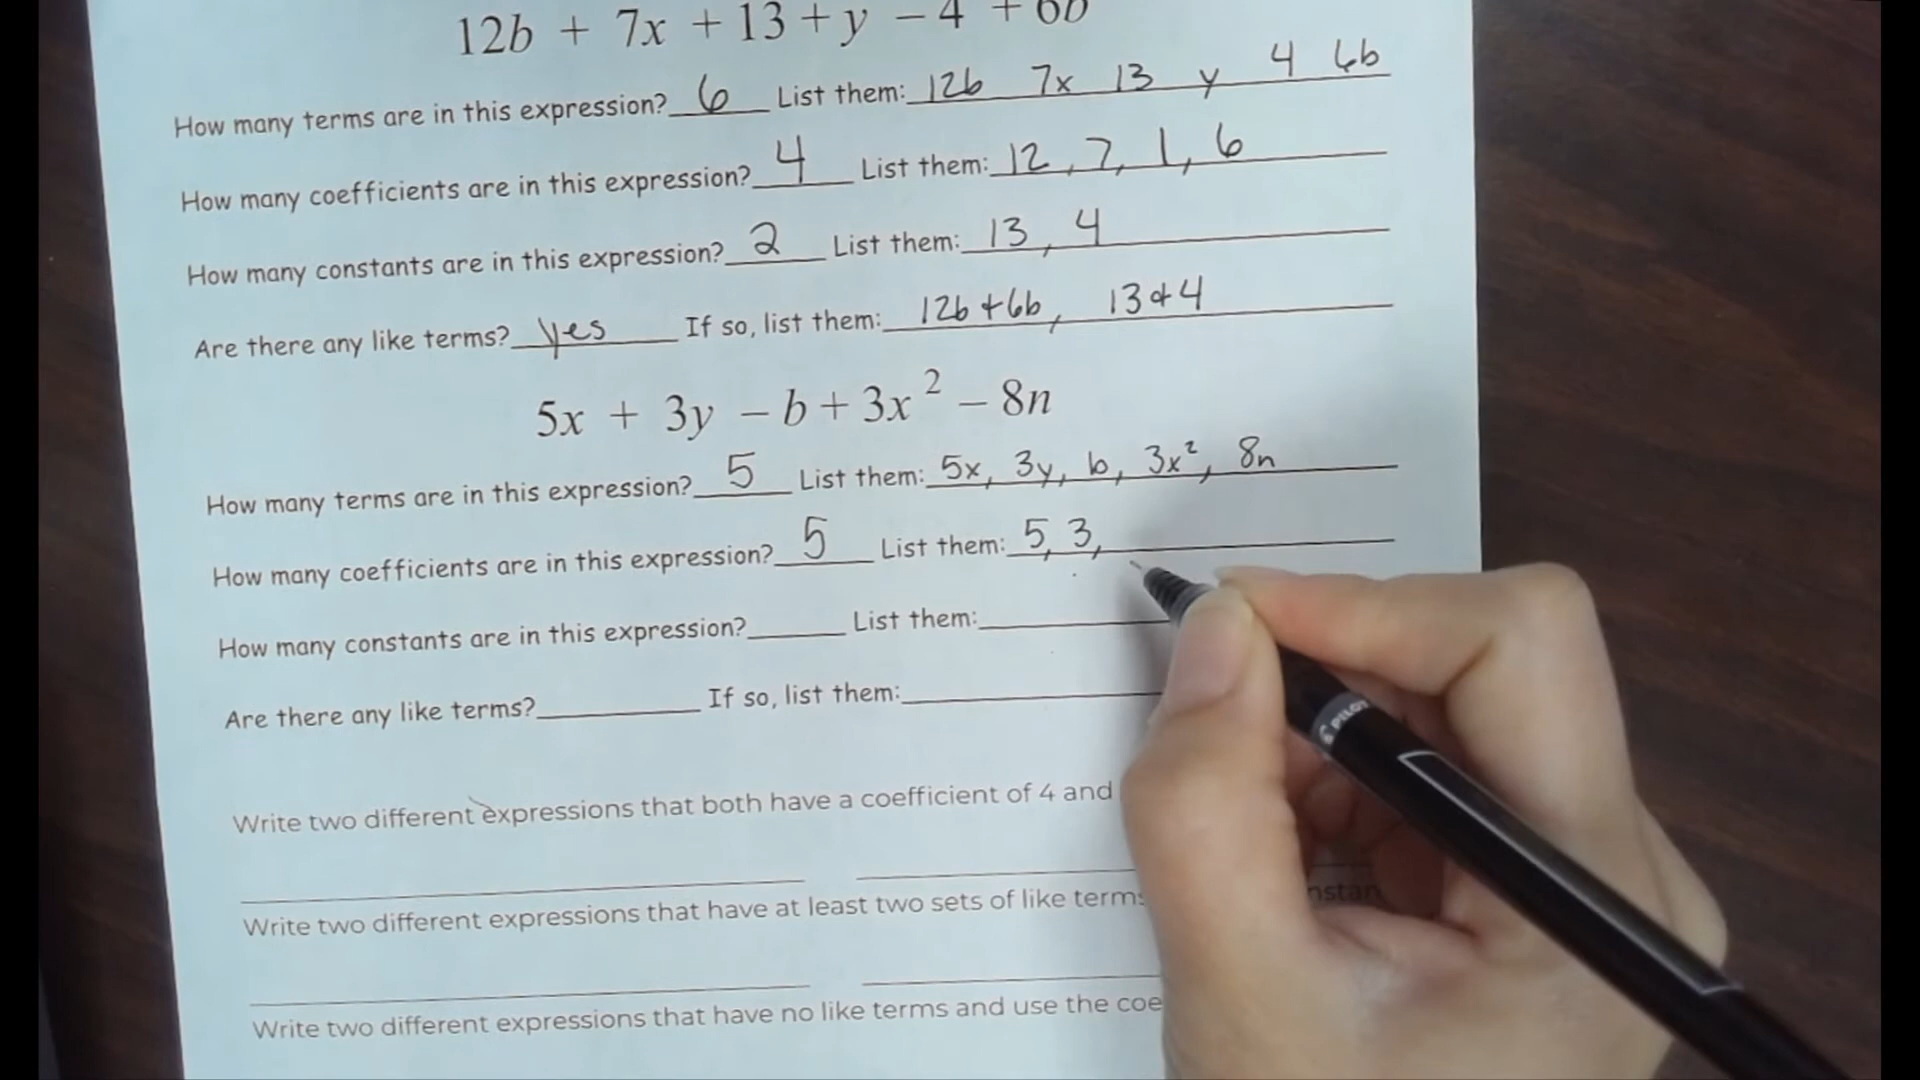 12b + 7x + 13 + y - 4 + 6b
How many terms are in this expression? 6 List them: 12b 7x 13 y 4 6b
How many coefficients are in this expression? 4 List them: 12, 7, 1, 6
How many constants are in this expression? 2 List them: 13, 4
Are there any like terms? yes If so, list them: 12b + 6b, 13 + 4
5x + 3y - b + 3x² - 8n
How many terms are in this expression? 5 List them: 5x, 3y, b, 3x², 8n
How many coefficients are in this expression? 5 List them: 5, 3,
How many constants are in this expression? List them:
Are there any like terms? If so, list them:
Write two different expressions that both have a coefficient of 4 and
Write two different expressions that have at least two sets of like terms
Write two different expressions that have no like terms and use the coe
PILOT